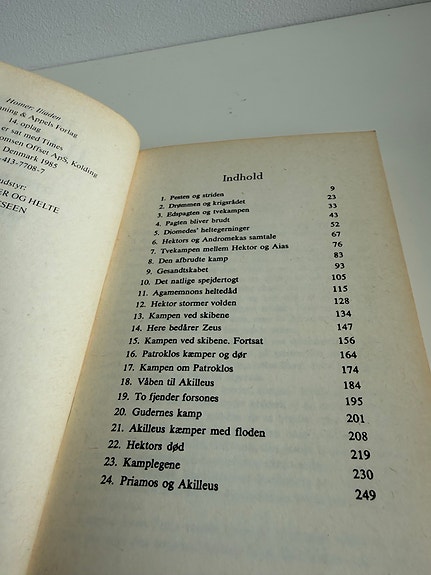 Homer: Iliaden
ning & Appels Forlag
14. oplag
er sat med Times
omsen Offset ApS, Kolding
Denmark 1985
-413-7708-7
udstyr:
ER OG HELTE
SEEN
Indhold
1. Pesten og striden 9
2. Drømmen og krigsrådet 23
3. Edspagten og tvekampen 33
4. Pagten bliver brudt 43
5. Diomedes' heltegerninger 52
6. Hektors og Andromekas samtale 67
7. Tvekampen mellem Hektor og Aias 76
8. Den afbrudte kamp 83
9. Gesandtskabet 93
10. Det natlige spejdertogt 105
11. Agamemnons heltedåd 115
12. Hektor stormer volden 128
13. Kampen ved skibene 134
14. Here bedårer Zeus 147
15. Kampen ved skibene. Fortsat 156
16. Patroklos kæmper og dør 164
17. Kampen om Patroklos 174
18. Våben til Akilleus 184
19. To fjender forsones 195
20. Gudernes kamp 201
21. Akilleus kæmper med floden 208
22. Hektors død 219
23. Kamplegene 230
24. Priamos og Akilleus 249